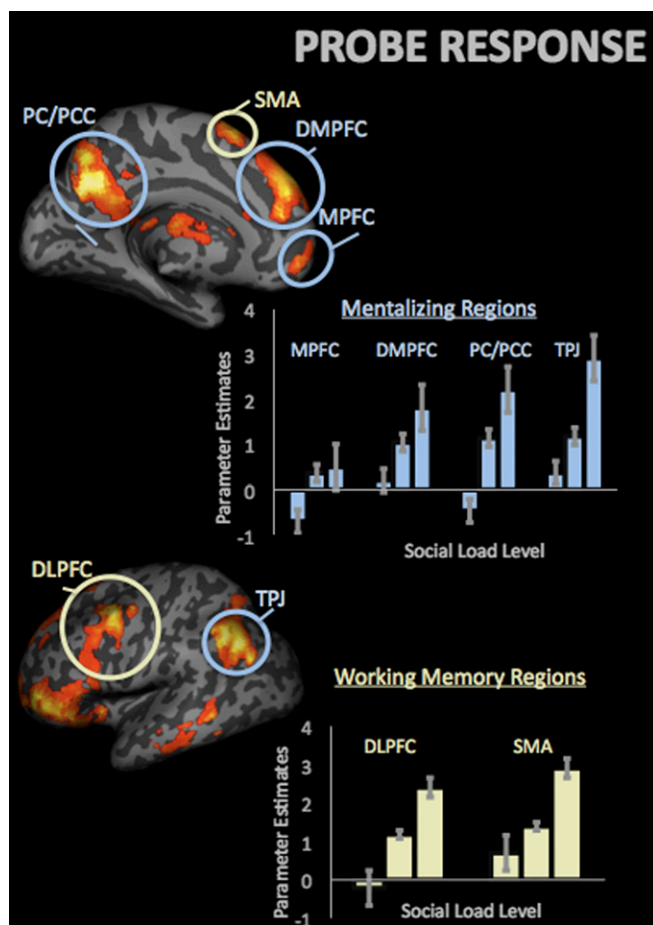 PROBE RESPONSE
SMA
PC/PCC
DMPFC
MPFC
Mentalizing Regions
MPFC DMPFC PC/PCC TPJ
4
3
2
1
0
-1
Parameter Estimates
Social Load Level
DLPFC
TPJ
Working Memory Regions
DLPFC SMA
4
3
2
1
0
-1
Parameter Estimates
Social Load Level